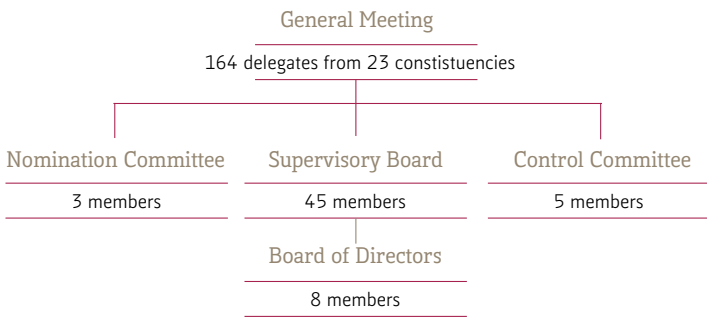 General Meeting
164 delegates from 23 constistuencies
Nomination Committee
3 members
Supervisory Board
45 members
Control Committee
5 members
Board of Directors
8 members